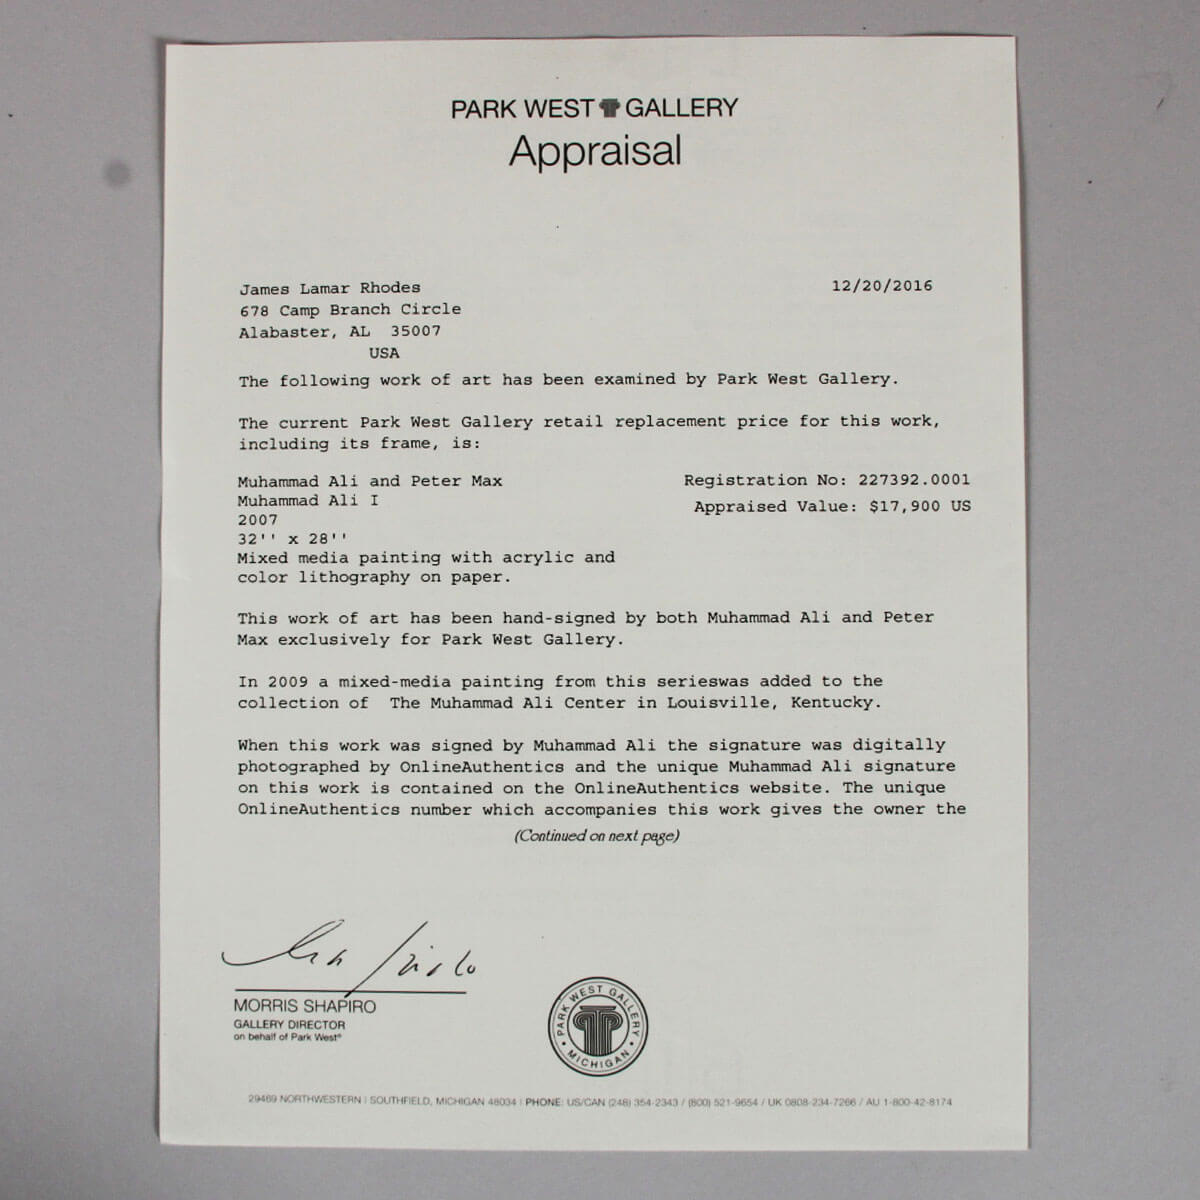 PARK WEST GALLERY
Appraisal
James Lamar Rhodes 12/20/2016
678 Camp Branch Circle
Alabaster, AL 35007
USA
The following work of art has been examined by Park West Gallery.
The current Park West Gallery retail replacement price for this work,
including its frame, is:
Muhammad Ali and Peter Max Registration No: 227392.0001
Muhammad Ali I Appraised Value: $17,900 US
2007
32'' x 28''
Mixed media painting with acrylic and
color lithography on paper.
This work of art has been hand-signed by both Muhammad Ali and Peter
Max exclusively for Park West Gallery.
In 2009 a mixed-media painting from this serieswas added to the
collection of The Muhammad Ali Center in Louisville, Kentucky.
When this work was signed by Muhammad Ali the signature was digitally
photographed by OnlineAuthentics and the unique Muhammad Ali signature
on this work is contained on the OnlineAuthentics website. The unique
OnlineAuthentics number which accompanies this work gives the owner the
(Continued on next page)
MORRIS SHAPIRO
GALLERY DIRECTOR
on behalf of Park West®
PARK WEST GALLERY
• MICHIGAN •
29469 NORTHWESTERN | SOUTHFIELD, MICHIGAN 48034 | PHONE: US/CAN (248) 354-2343 / (800) 521-9654 / UK 0808-234-7266 / AU 1-800-42-8174